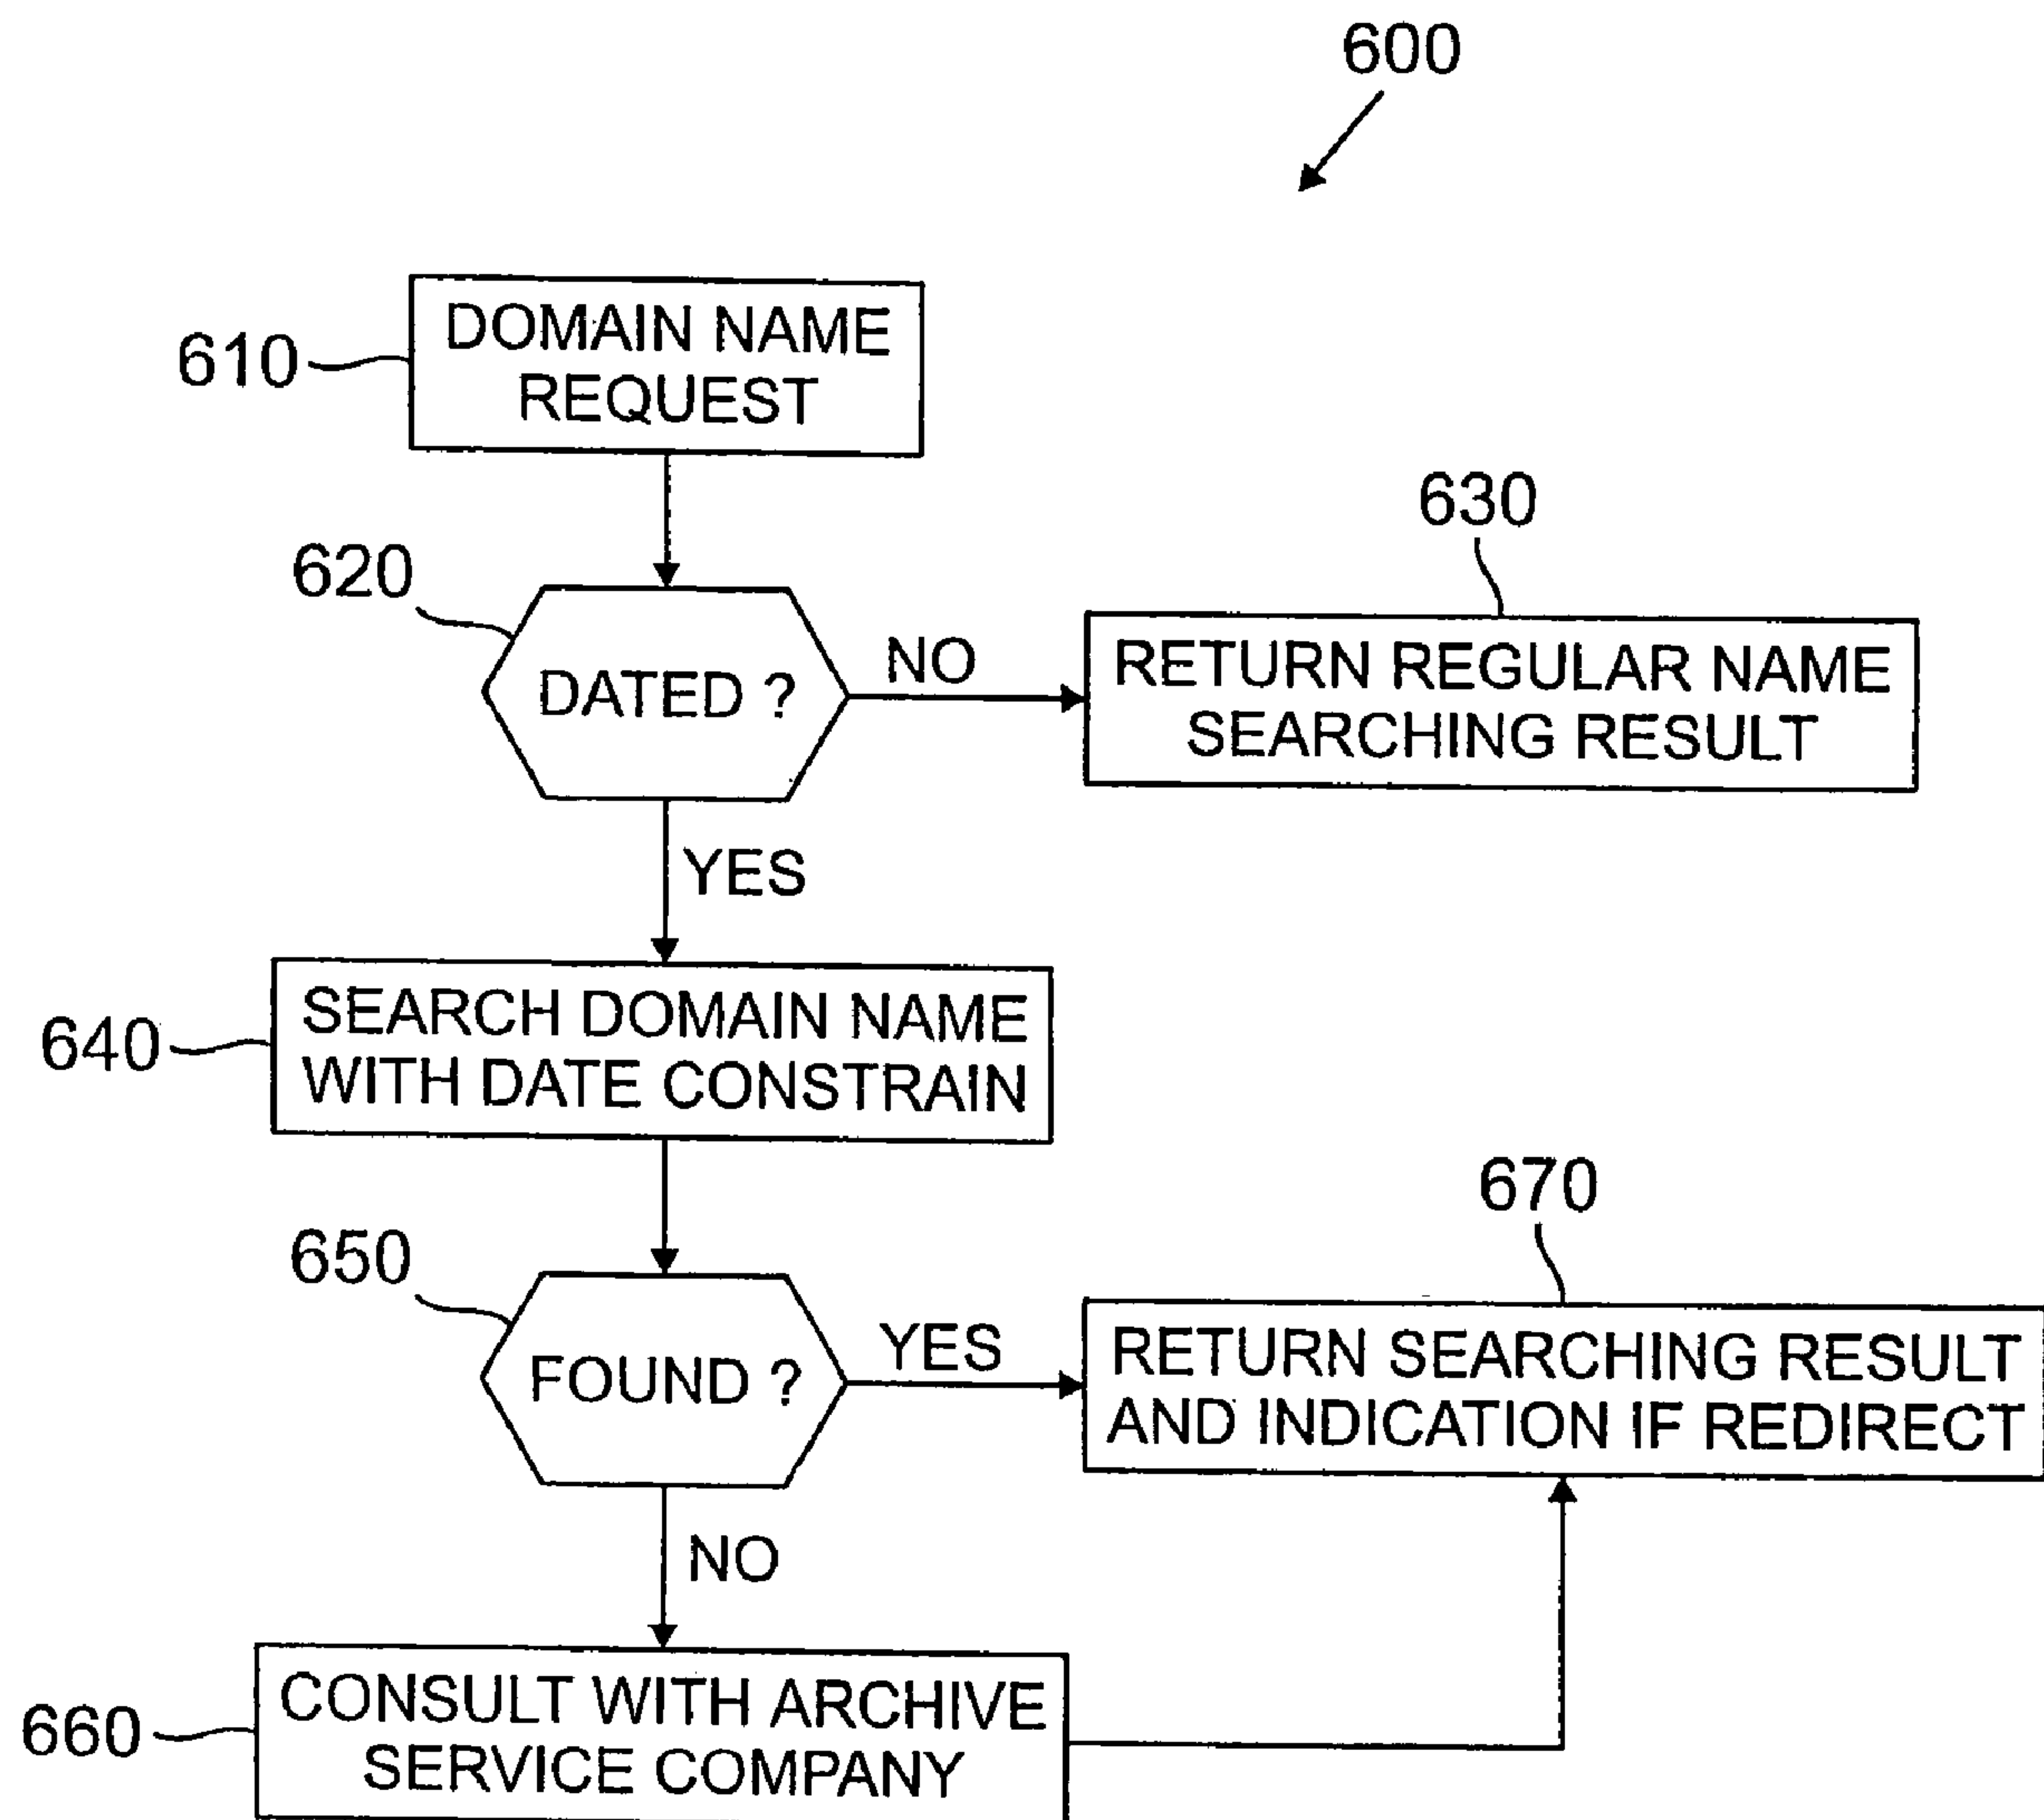 600
610
DOMAIN NAME
REQUEST
620
DATED ?
NO
630
RETURN REGULAR NAME
SEARCHING RESULT
YES
640
SEARCH DOMAIN NAME
WITH DATE CONSTRAIN
650
FOUND ?
YES
670
RETURN SEARCHING RESULT
AND INDICATION IF REDIRECT
NO
660
CONSULT WITH ARCHIVE
SERVICE COMPANY